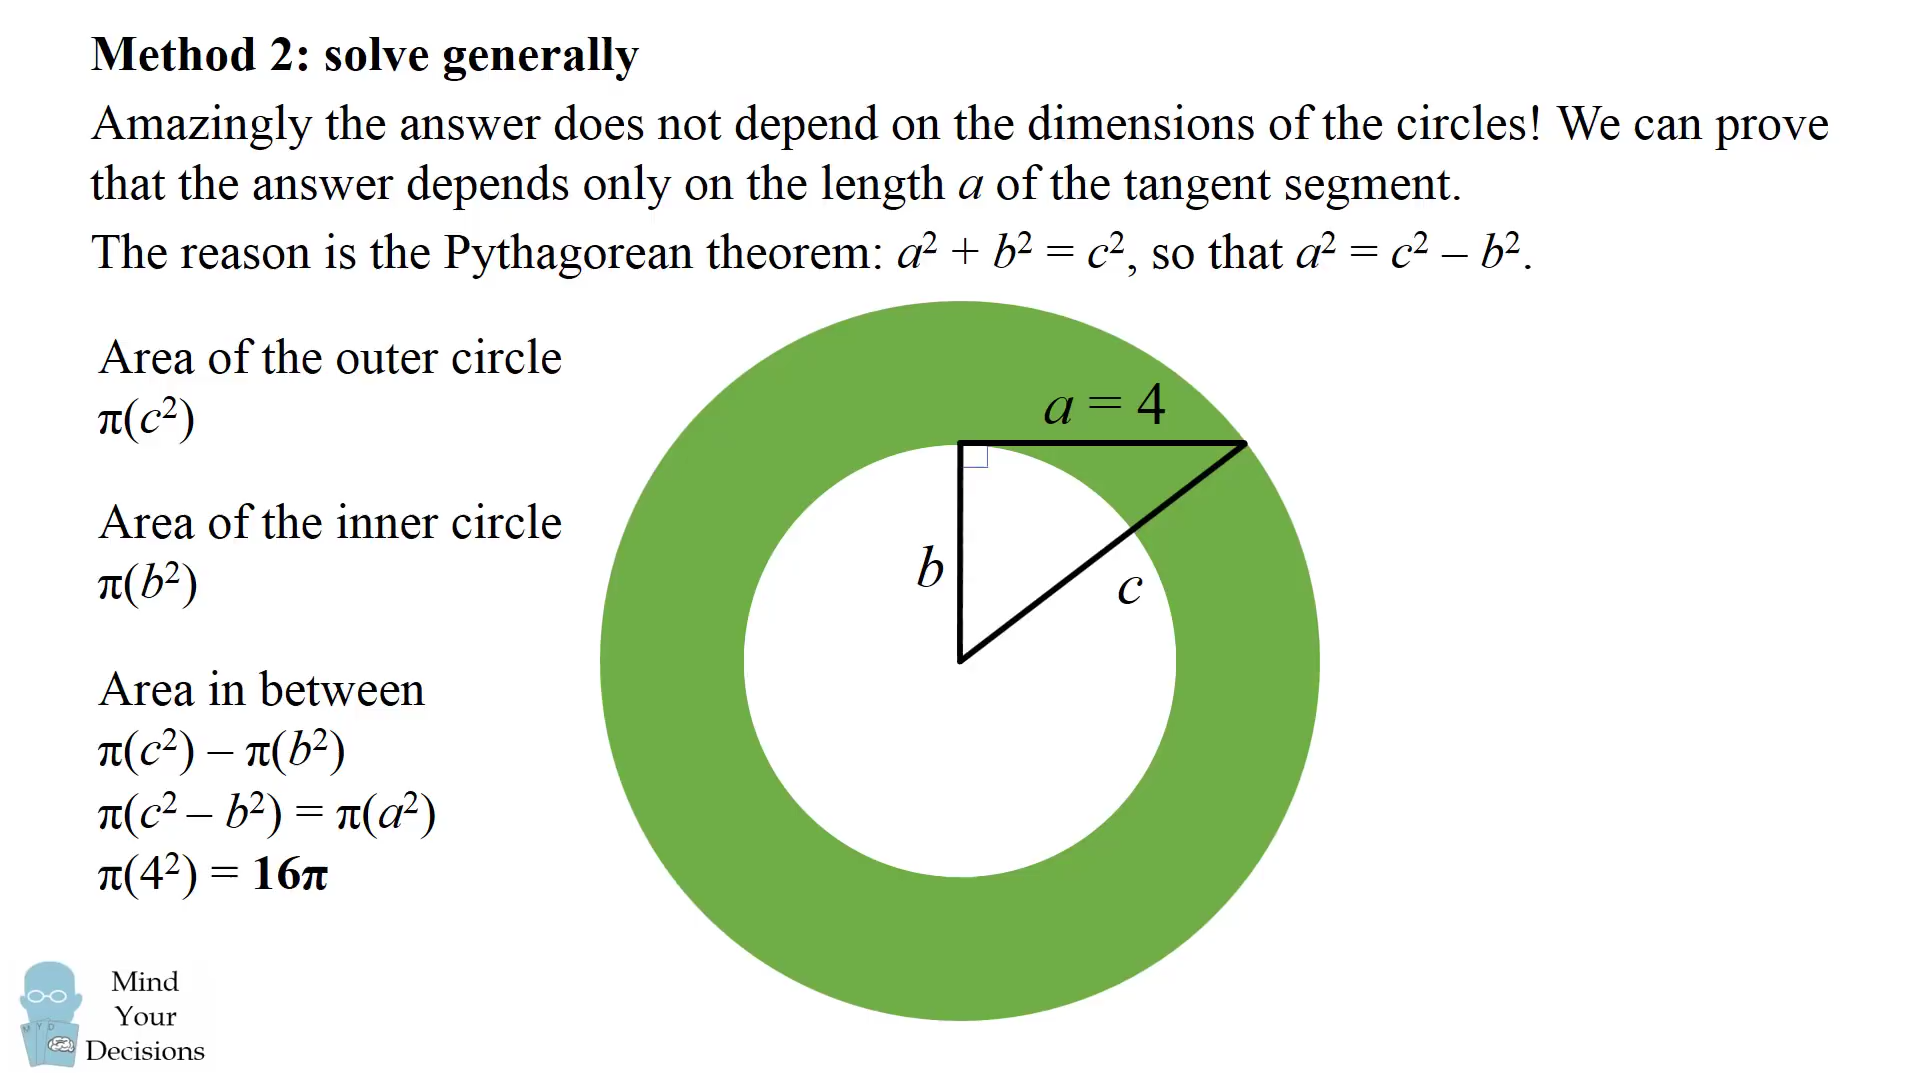 Method 2: solve generally
Amazingly the answer does not depend on the dimensions of the circles! We can prove
that the answer depends only on the length a of the tangent segment.
The reason is the Pythagorean theorem: a² + b² = c², so that a² = c² – b².
Area of the outer circle
π(c²)
Area of the inner circle
π(b²)
Area in between
π(c²) – π(b²)
π(c² – b²) = π(a²)
π(4²) = 16π
a = 4
b
c
M Y D
Mind
Your
Decisions